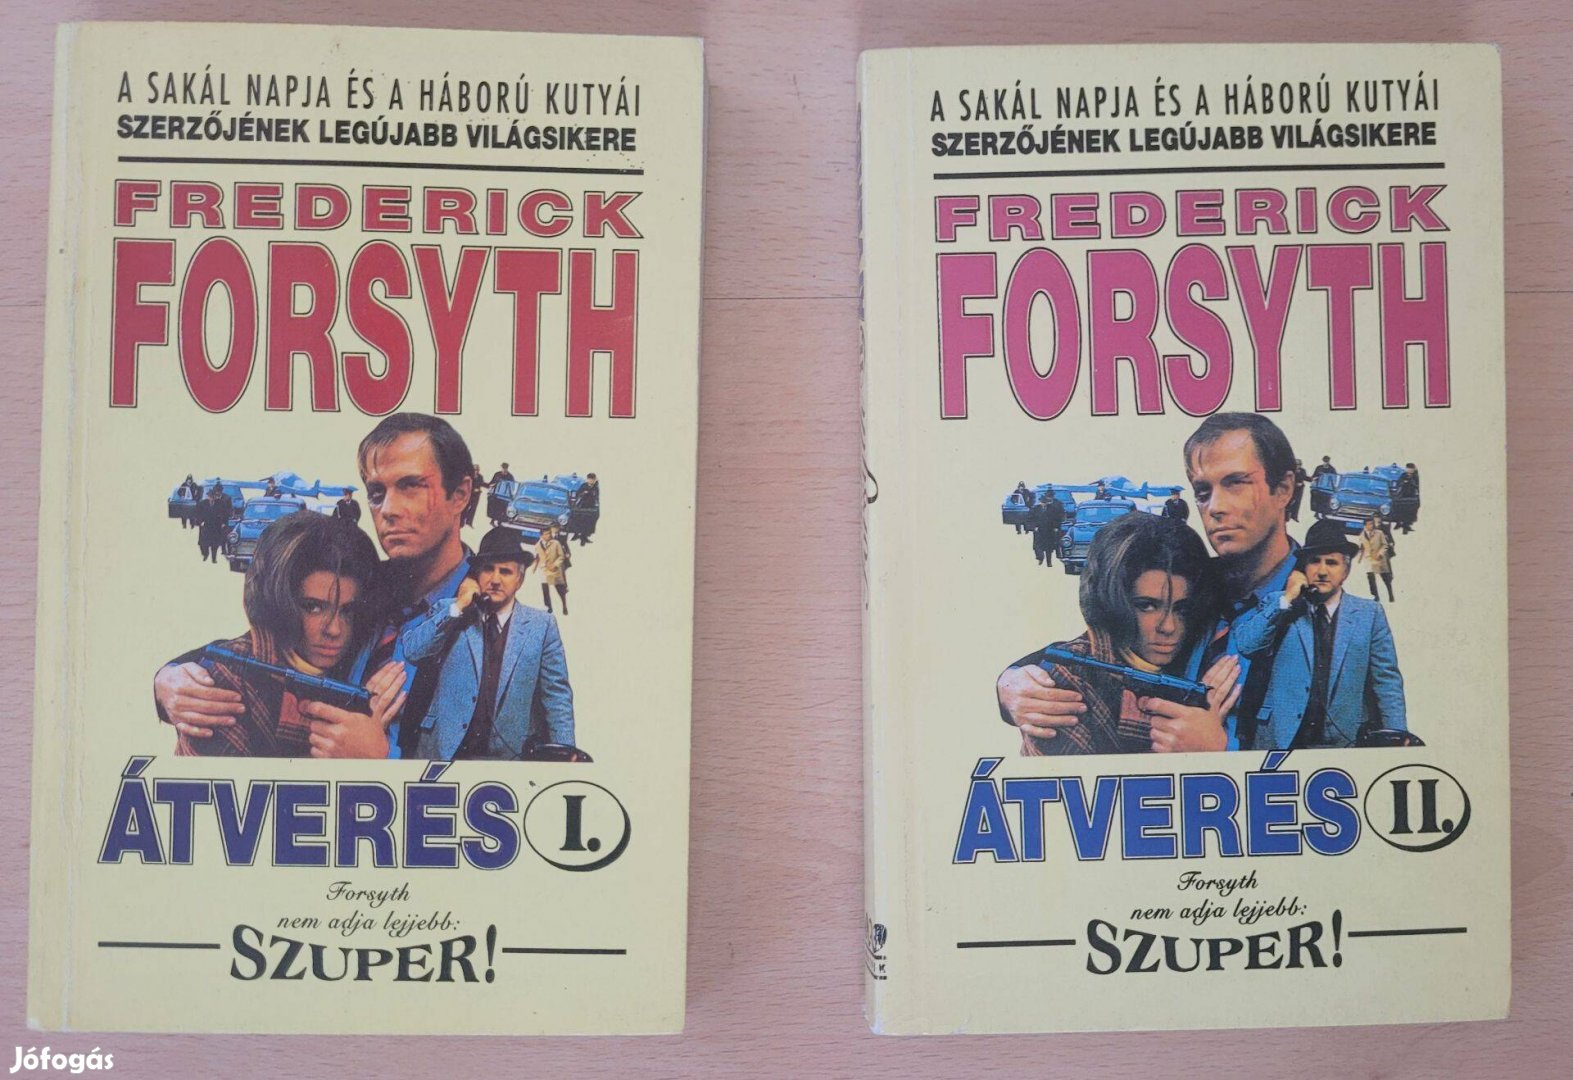 A SAKÁL NAPJA ÉS A HÁBORÚ KUTYÁI
SZERZŐJÉNEK LEGÚJABB VILÁGSIKERE
FREDERICK
FORSYTH
ÁTVERÉS I.
Forsyth
nem adja lejjebb:
SZUPER!
A SAKÁL NAPJA ÉS A HÁBORÚ KUTYÁI
SZERZŐJÉNEK LEGÚJABB VILÁGSIKERE
FREDERICK
FORSYTH
ÁTVERÉS II.
Forsyth
nem adja lejjebb:
SZUPER!
Jófogás